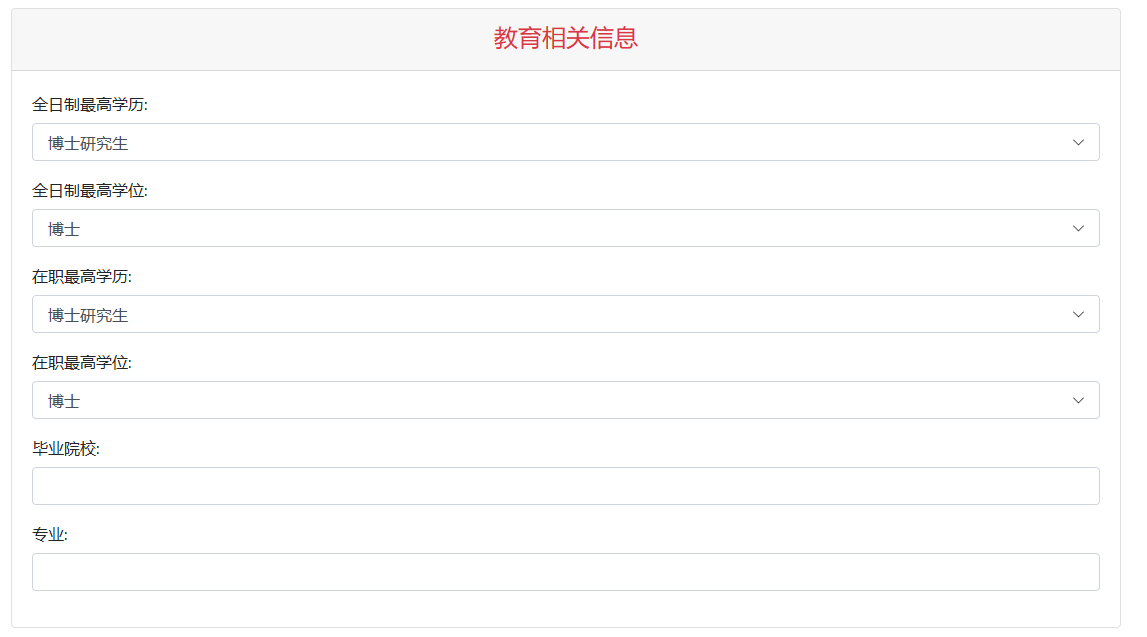 教育相关信息
全日制最高学历:
博士研究生
全日制最高学位:
博士
在职最高学历:
博士研究生
在职最高学位:
博士
毕业院校:
专业: